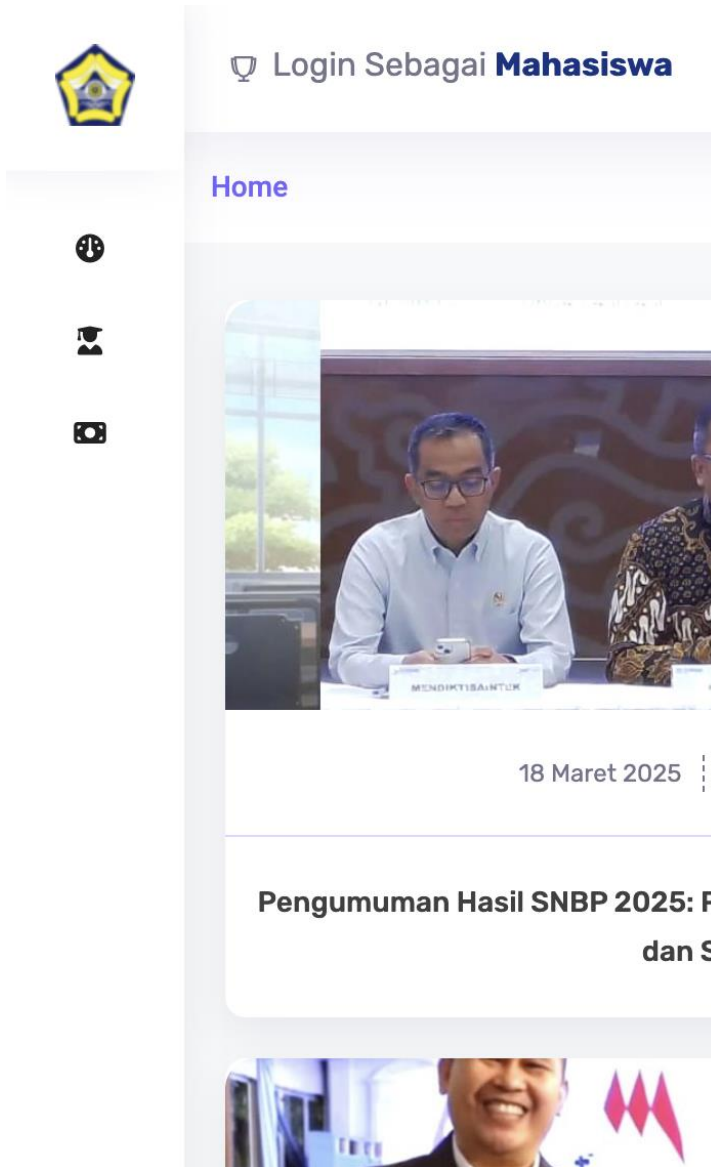 Login Sebagai Mahasiswa
Home
MENDIKTISAINTEK
18 Maret 2025
Pengumuman Hasil SNBP 2025:
dan